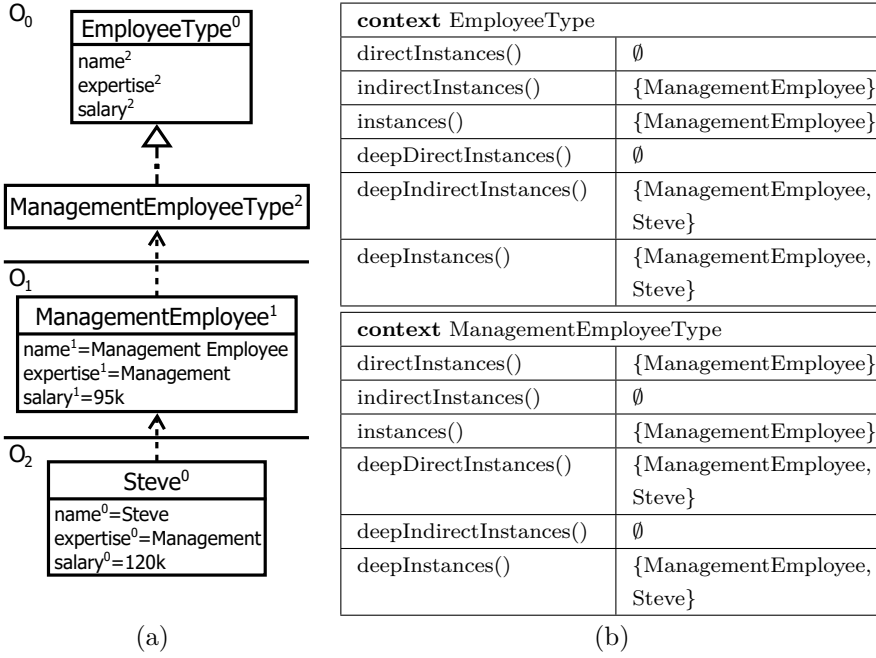 O0
EmployeeType0
name2
expertise2
salary2
ManagementEmployeeType2
O1
ManagementEmployee1
name1=Management Employee
expertise1=Management
salary1=95k
O2
Steve0
name0=Steve
expertise0=Management
salary0=120k
(a)
context EmployeeType
directInstances() ∅
indirectInstances() {ManagementEmployee}
instances() {ManagementEmployee}
deepDirectInstances() ∅
deepIndirectInstances() {ManagementEmployee,
Steve}
deepInstances() {ManagementEmployee,
Steve}
context ManagementEmployeeType
directInstances() {ManagementEmployee}
indirectInstances() ∅
instances() {ManagementEmployee}
deepDirectInstances() {ManagementEmployee,
Steve}
deepIndirectInstances() ∅
deepInstances() {ManagementEmployee,
Steve}
(b)